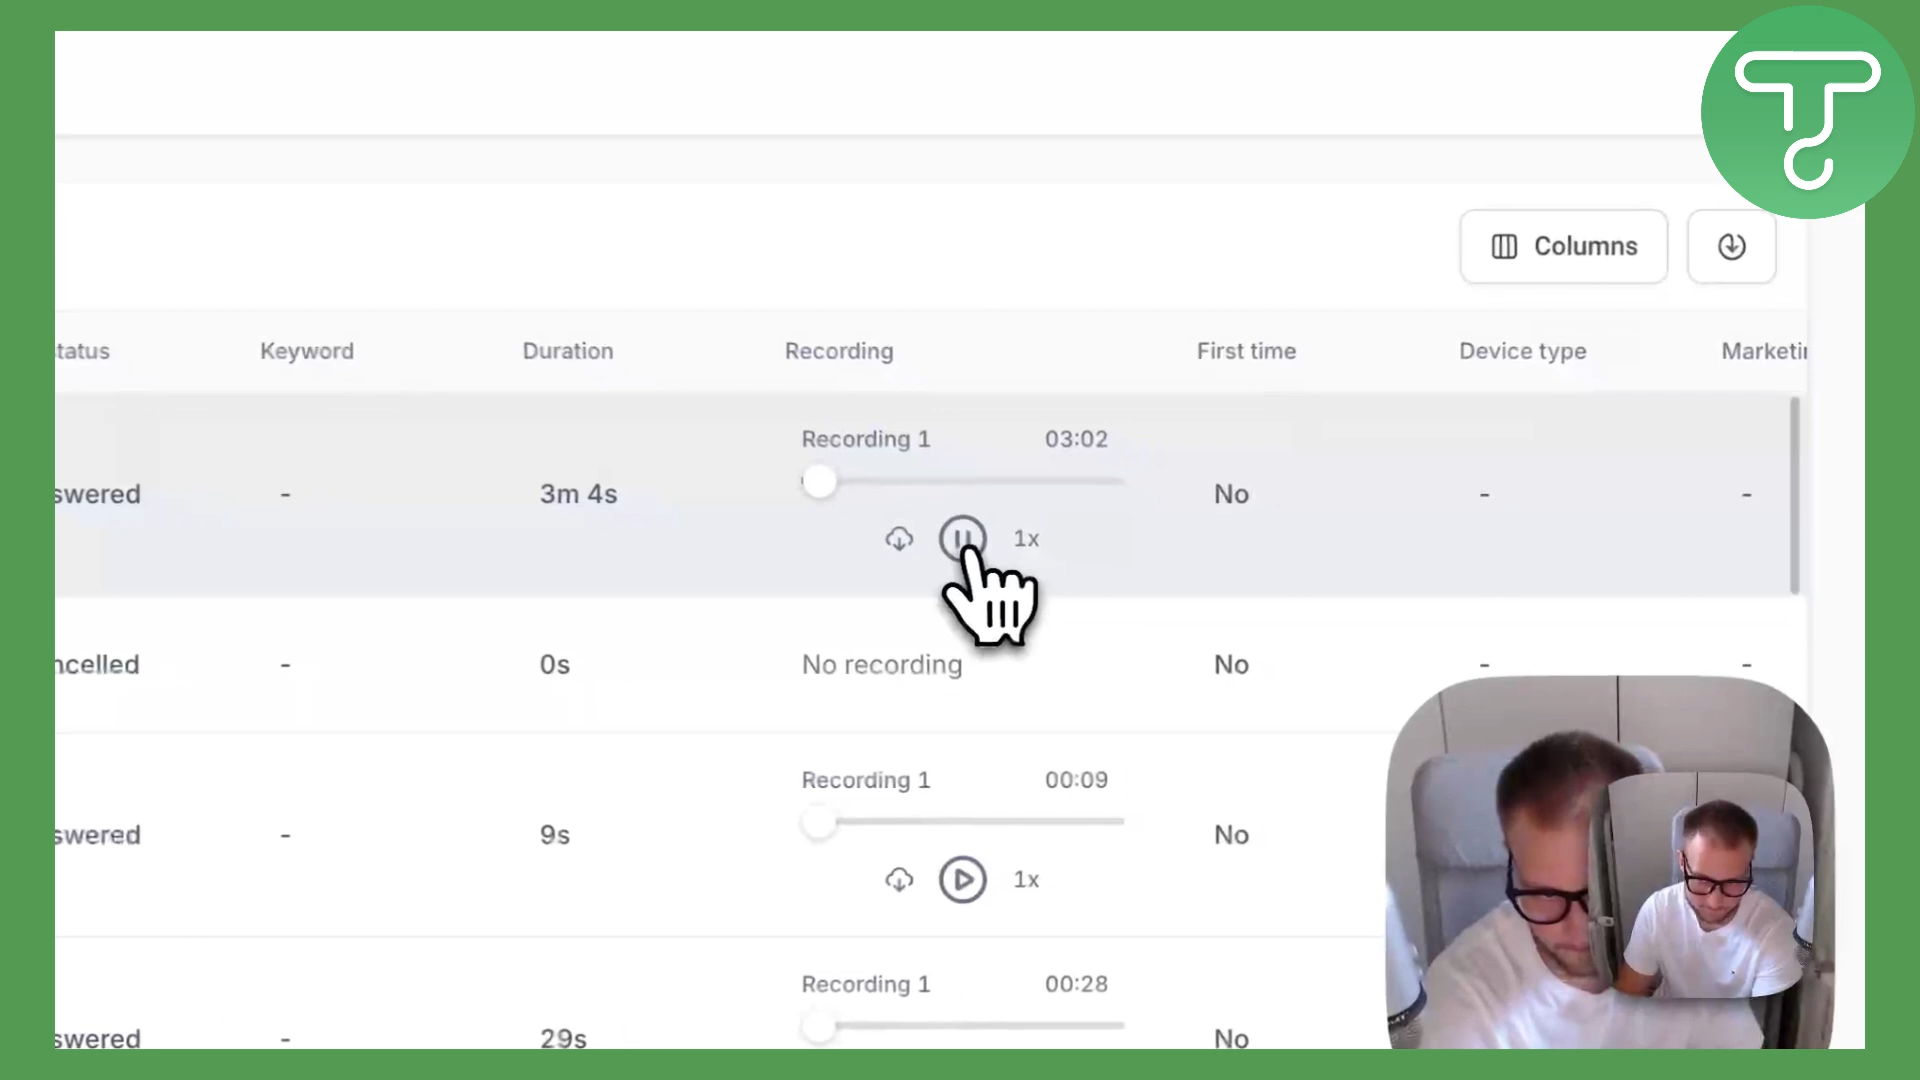 Columns
tatus Keyword Duration Recording First time Device type Marketin
Recording 1 03:02
swered - 3m 4s No - -
1x
ncelled - 0s No recording No - -
Recording 1 00:09
swered - 9s No
1x
Recording 1 00:28
swered - 29s No